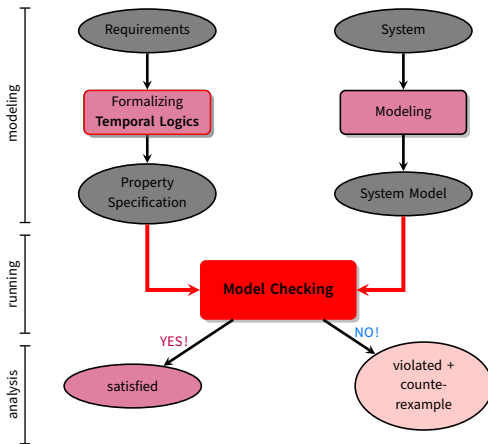 Requirements
System
modeling
Formalizing
Temporal Logics
Modeling
Property
Specification
System Model
running
Model Checking
YES!
NO!
analysis
satisfied
violated +
counte-
rexample